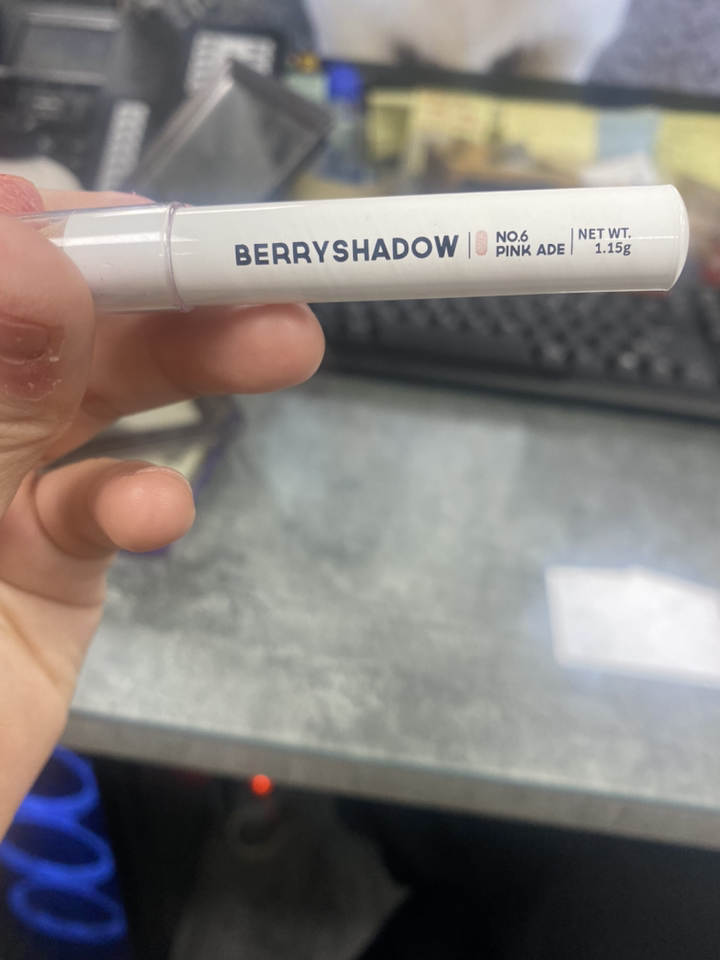 BERRYSHADOW
NO.6
PINK ADE
NET WT.
1.15g